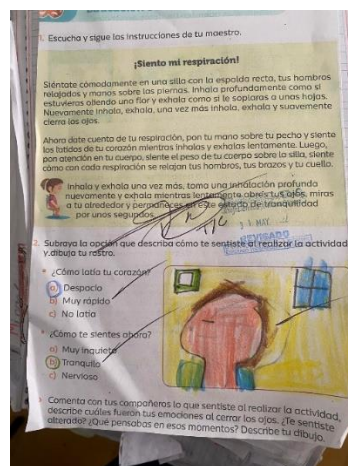 1. Escucha y sigue las instrucciones de tu maestro.
¡Siento mi respiración!
Siéntate cómodamente en una silla con la espalda recta, tus hombros
relajados y manos sobre las piernas. Inhala profundamente como si
estuvieras oliendo una flor y exhala como si le soplaras a unas hojas.
Nuevamente inhala, exhala, una vez más inhala, exhala y suavemente
cierra los ojos.
Ahora date cuenta de tu respiración, pon tu mano sobre tu pecho y siente
los latidos de tu corazón mientras inhalas y exhalas lentamente. Luego,
pon atención en tu cuerpo, siente el peso de tu cuerpo sobre la silla, siente
cómo con cada respiración se relajan tus hombros, tus brazos y tu cuello.
Inhala y exhala una vez más, toma una inhalación profunda
nuevamente y exhala mientras lentamente abres tus ojos, miras
a tu alrededor y permaneces en este estado de tranquilidad
por unos segundos.
11 MAY
REVISADO
2. Subraya la opción que describa cómo te sentiste al realizar la actividad
y dibuja tu rostro.
• ¿Cómo latía tu corazón?
a) Despacio
b) Muy rápido
c) No latía
• ¿Cómo te sientes ahora?
a) Muy inquieto
b) Tranquilo
c) Nervioso
Comenta con tus compañeros lo que sentiste al realizar la actividad,
describe cuáles fueron tus emociones al cerrar los ojos. ¿Te sentiste
alterado? ¿Qué pensabas en esos momentos? Describe tu dibujo.